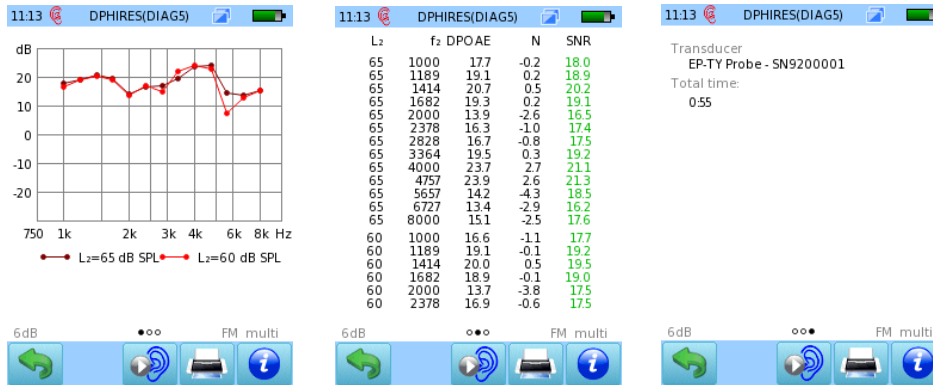 11:13 DPHIRES(DIAG5)
dB
20
10
0
-10
-20
750 1k 2k 3k 4k 6k 8k Hz
L₂=65 dB SPL L₂=60 dB SPL
6dB FM multi
11:13 DPHIRES(DIAG5)
L₂ f₂ DPOAE N SNR
65 1000 17.7 -0.2 18.0
65 1189 19.1 0.2 18.9
65 1414 20.7 0.5 20.2
65 1682 19.3 0.2 19.1
65 2000 13.9 -2.6 16.5
65 2378 16.3 -1.0 17.4
65 2828 16.7 -0.8 17.5
65 3364 19.5 0.3 19.2
65 4000 23.7 2.7 21.1
65 4757 23.9 2.6 21.3
65 5657 14.2 -4.3 18.5
65 6727 13.4 -2.9 16.2
65 8000 15.1 -2.5 17.6
60 1000 16.6 -1.1 17.7
60 1189 19.1 -0.1 19.2
60 1414 20.0 0.5 19.5
60 1682 18.9 -0.1 19.0
60 2000 13.7 -3.8 17.5
60 2378 16.9 -0.6 17.5
6dB FM multi
11:13 DPHIRES(DIAG5)
Transducer
EP-TY Probe - SN9200001
Total time:
0:55
6dB FM multi